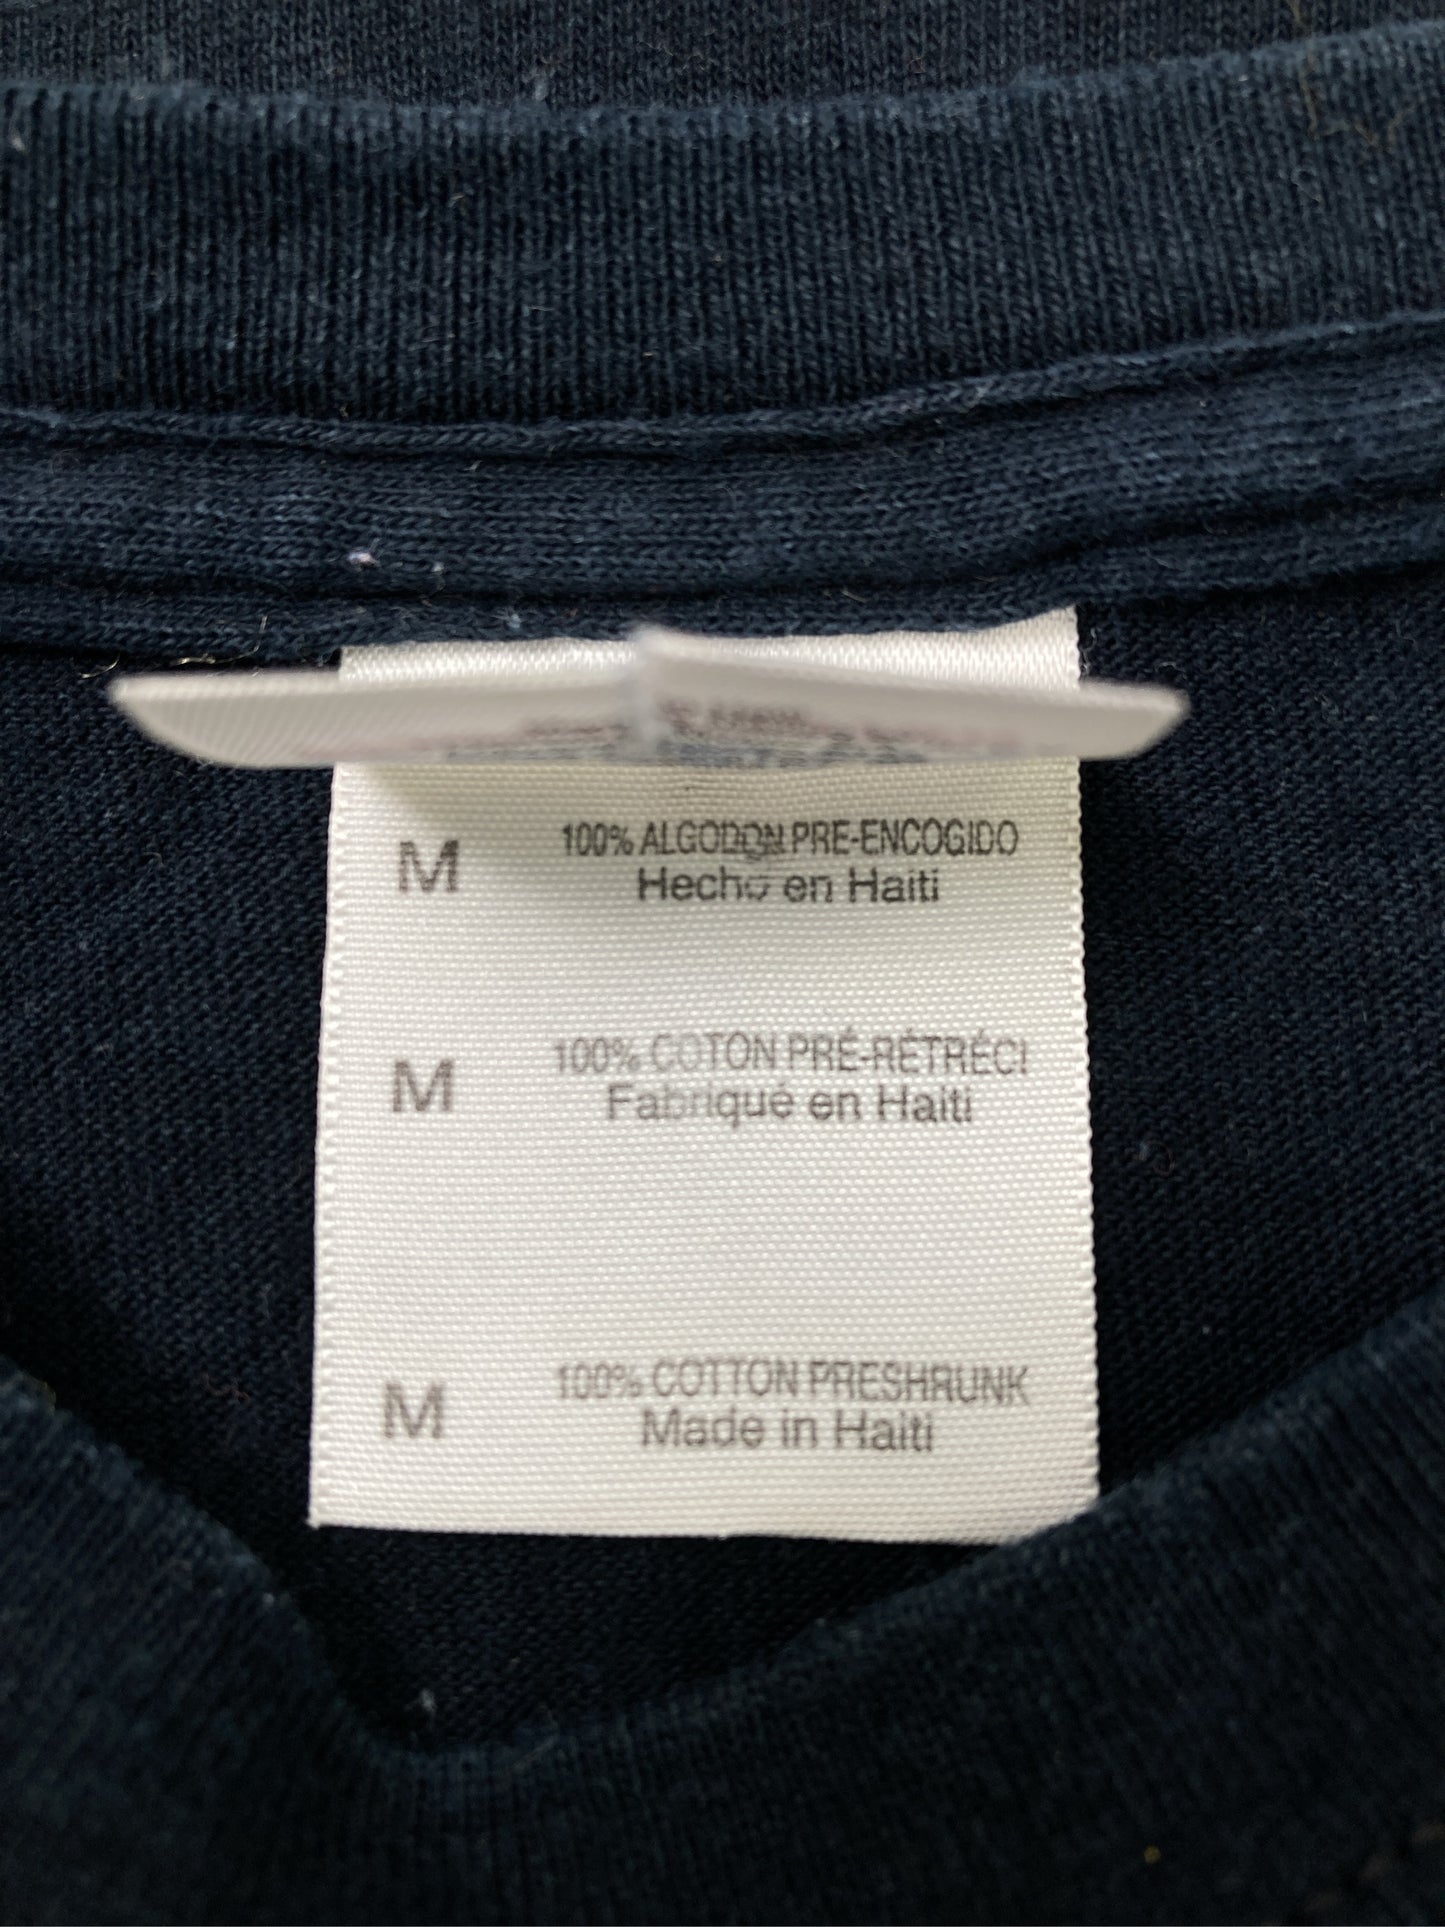 M 100% ALGODON PRE-ENCOGIDO
Hecho en Haiti
M 100% COTON PRÉ-RÉTRÉCI
Fabriqué en Haiti
M 100% COTTON PRESHRUNK
Made in Haiti